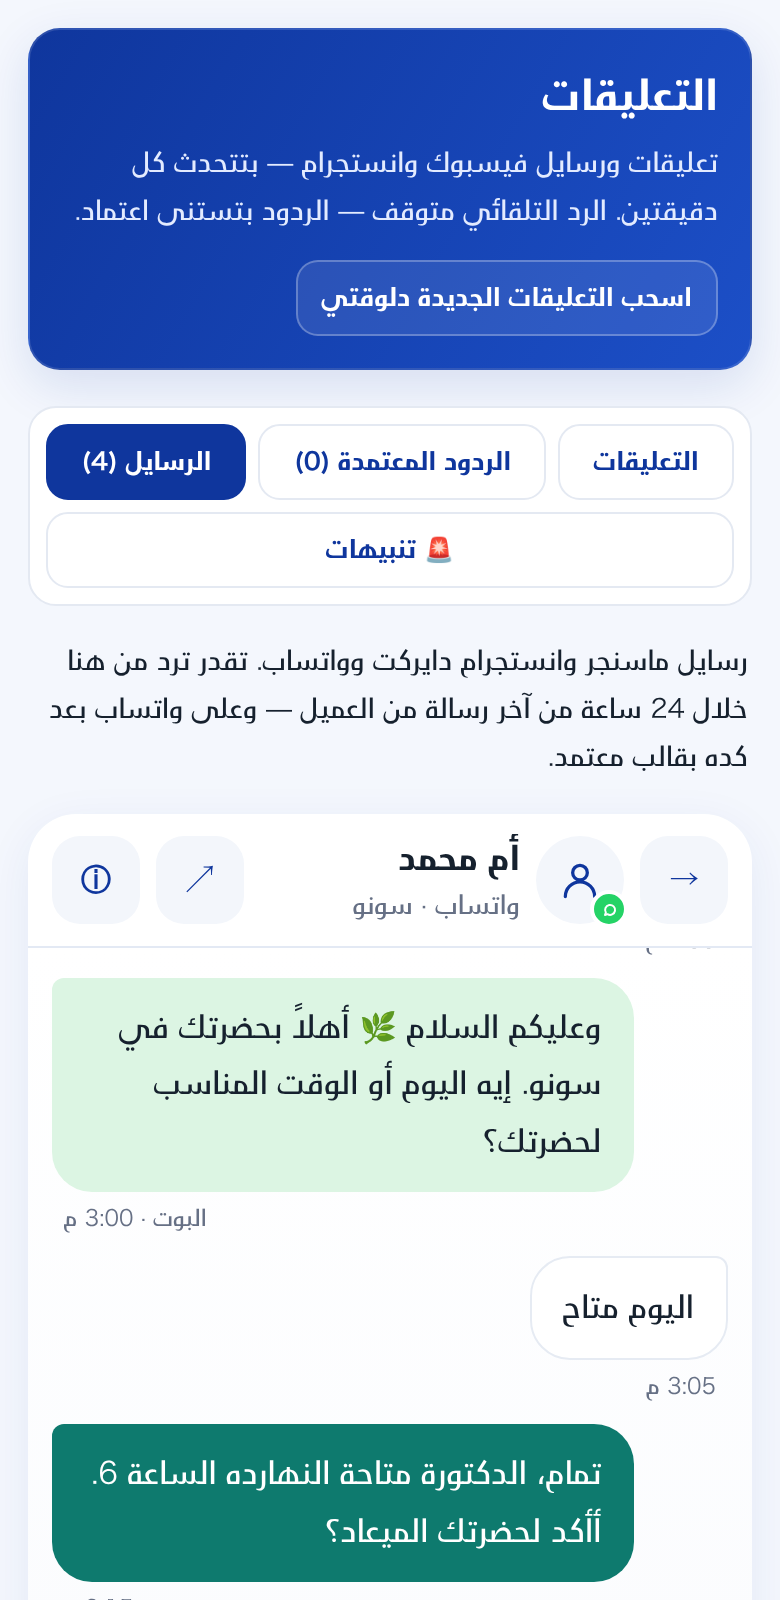 التعليقات
تعليقات ورسايل فيسبوك وانستجرام — بتتحدث كل
دقيقتين. الرد التلقائي متوقف — الردود بتستنى اعتماد.
اسحب التعليقات الجديدة دلوقتي
التعليقات
الردود المعتمدة (0)
الرسايل (4)
🚨 تنبيهات
رسايل ماسنجر وانستجرام دايركت وواتساب. تقدر ترد من هنا
خلال 24 ساعة من آخر رسالة من العميل — وعلى واتساب بعد
كده بقالب معتمد.
→
أم محمد
واتساب · سونو
وعليكم السلام 🌿 أهلاً بحضرتك في
سونو. إيه اليوم أو الوقت المناسب
لحضرتك؟
البوت · 3:00 م
اليوم متاح
3:05 م
تمام، الدكتورة متاحة النهارده الساعة 6.
أأكد لحضرتك الميعاد؟